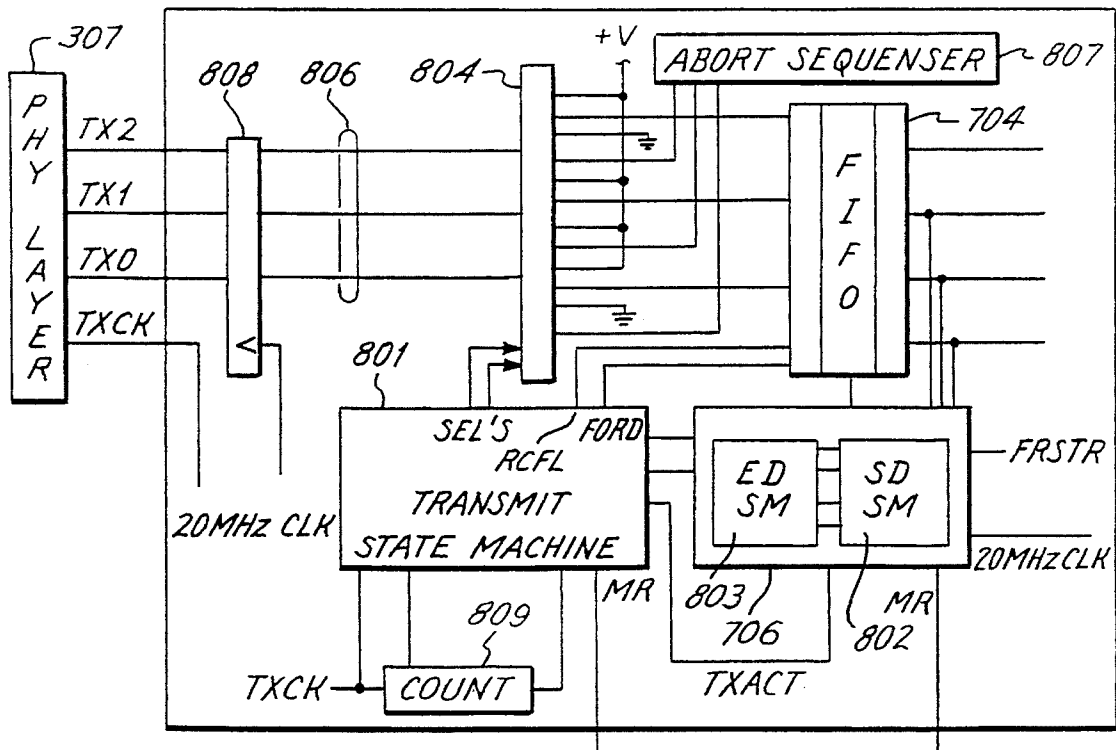 307
808
806
804
+V
ABORT SEQUENSER
807
704
PHY LAYER
TX2
TX1
TX0
TXCK
FIFO
801
SEL'S
RCFL
FORD
TRANSMIT
STATE MACHINE
20MHz CLK
ED
SM
SD
SM
FRSTR
20MHzCLK
MR
803
706
MR
802
809
TXCK
COUNT
TXACT